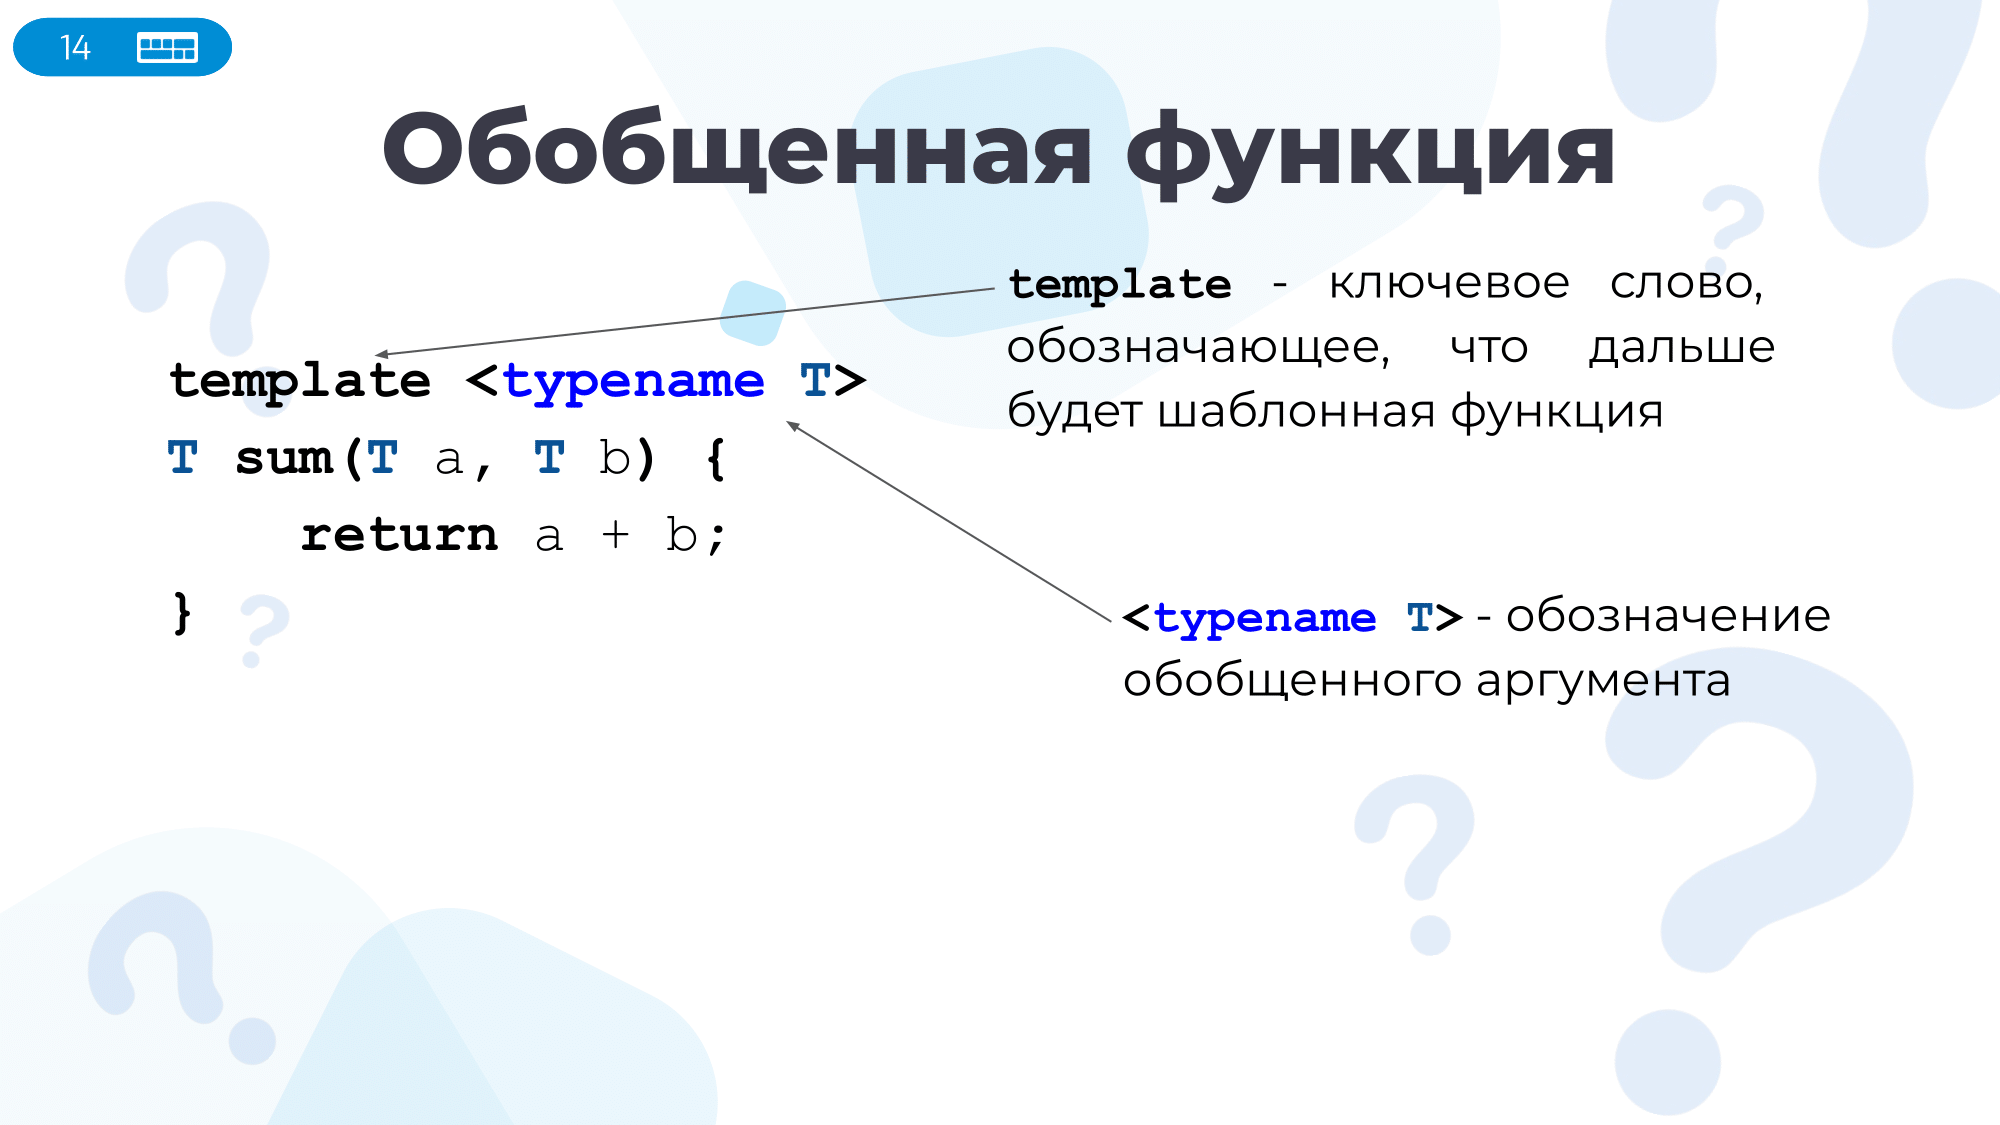 14
Обобщенная функция
template <typename T>
T sum(T a, T b) {
return a + b;
}
template - ключевое слово,
обозначающее, что дальше
будет шаблонная функция
<typename T> - обозначение
обобщенного аргумента